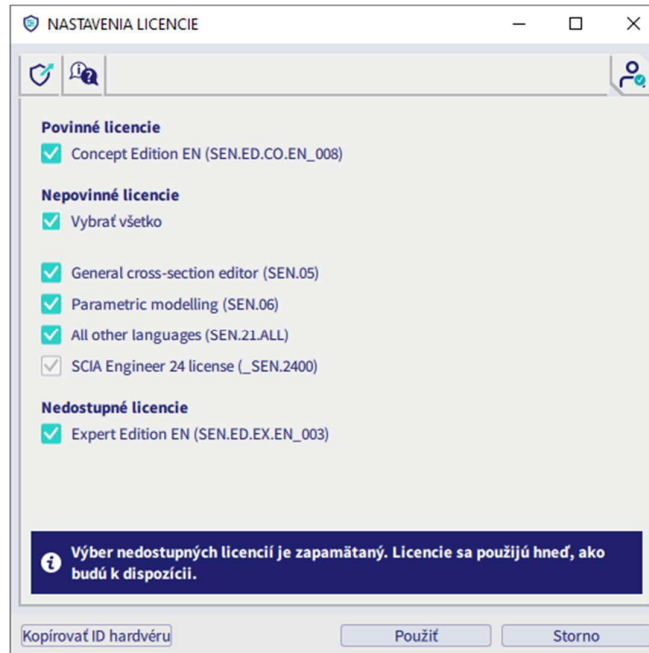 NASTAVENIA LICENCIE
Povinné licencie
Concept Edition EN (SEN.ED.CO.EN_008)
Nepovinné licencie
Vybrať všetko
General cross-section editor (SEN.05)
Parametric modelling (SEN.06)
All other languages (SEN.21.ALL)
SCIA Engineer 24 license (_SEN.2400)
Nedostupné licencie
Expert Edition EN (SEN.ED.EX.EN_003)
Výber nedostupných licencií je zapamätaný. Licencie sa použijú hneď, ako
budú k dispozícii.
Kopírovať ID hardvéru Použiť Storno